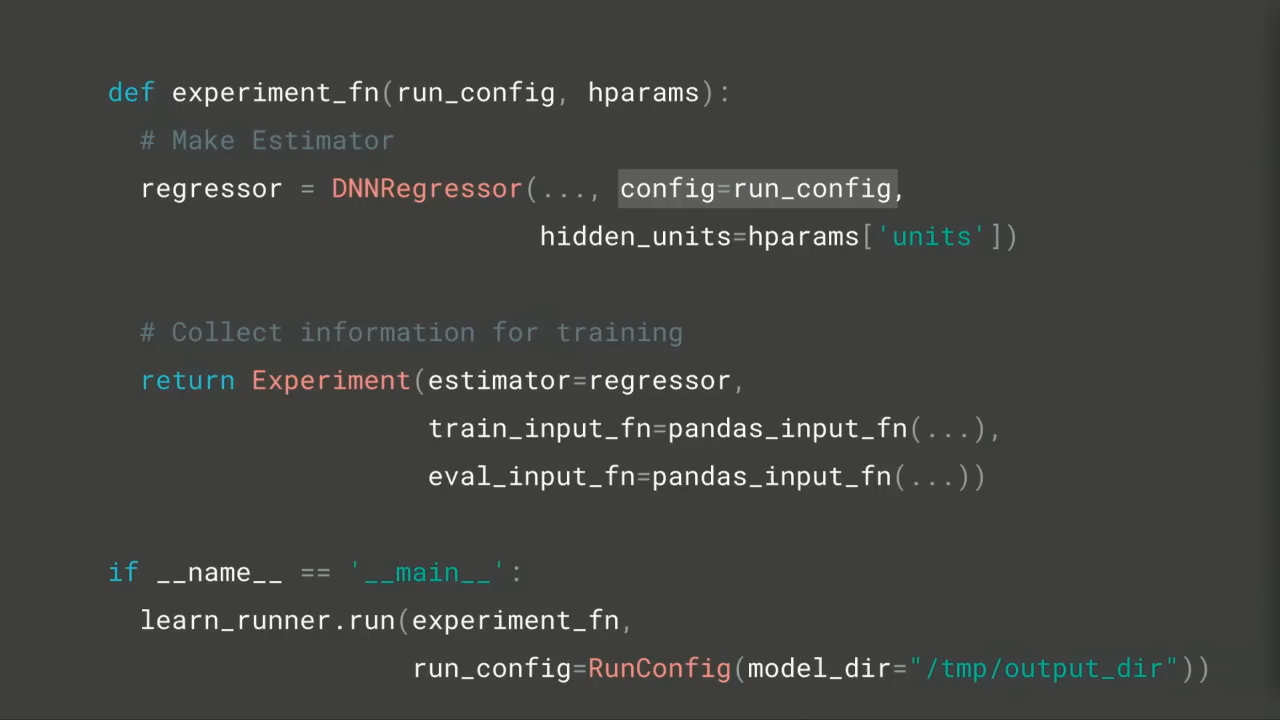 def experiment_fn(run_config, hparams):
# Make Estimator
regressor = DNNRegressor(..., config=run_config,
hidden_units=hparams['units'])
# Collect information for training
return Experiment(estimator=regressor,
train_input_fn=pandas_input_fn(...),
eval_input_fn=pandas_input_fn(...))
if __name__ == '__main__':
learn_runner.run(experiment_fn,
run_config=RunConfig(model_dir="/tmp/output_dir"))